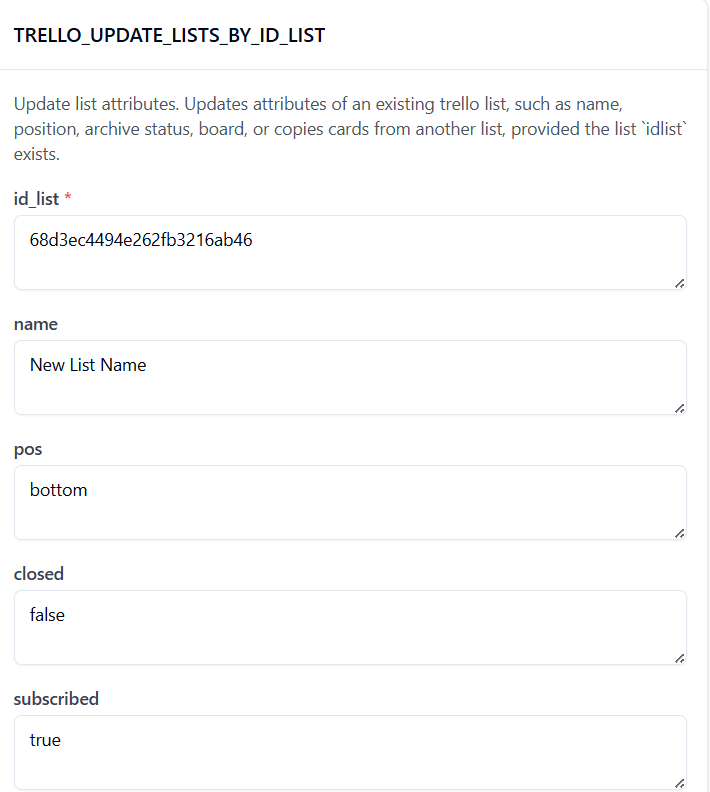 TRELLO_UPDATE_LISTS_BY_ID_LIST
Update list attributes. Updates attributes of an existing trello list, such as name,
position, archive status, board, or copies cards from another list, provided the list `idlist`
exists.
id_list *
68d3ec4494e262fb3216ab46
name
New List Name
pos
bottom
closed
false
subscribed
true